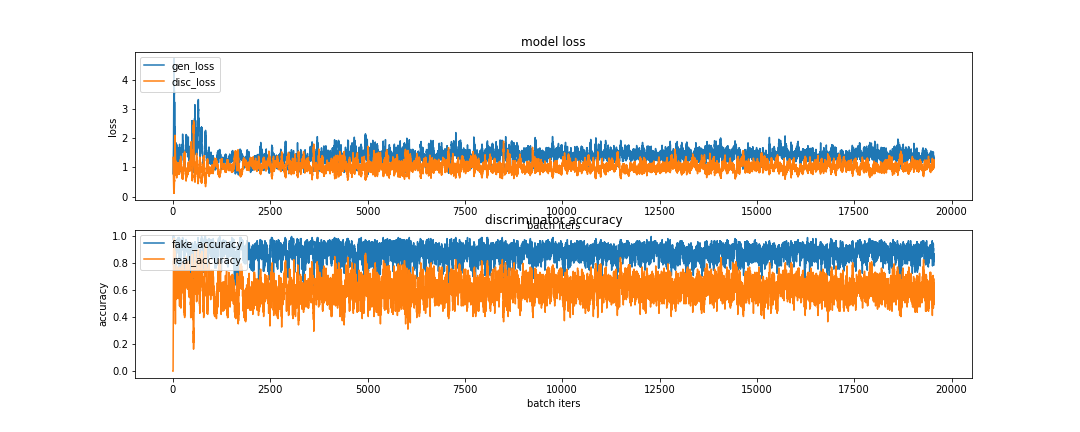 model loss
gen_loss
disc_loss
loss
4
3
2
1
0
0 2500 5000 7500 10000 12500 15000 17500 20000
batch iters
discriminator accuracy
fake_accuracy
real_accuracy
accuracy
1.0
0.8
0.6
0.4
0.2
0.0
0 2500 5000 7500 10000 12500 15000 17500 20000
batch iters